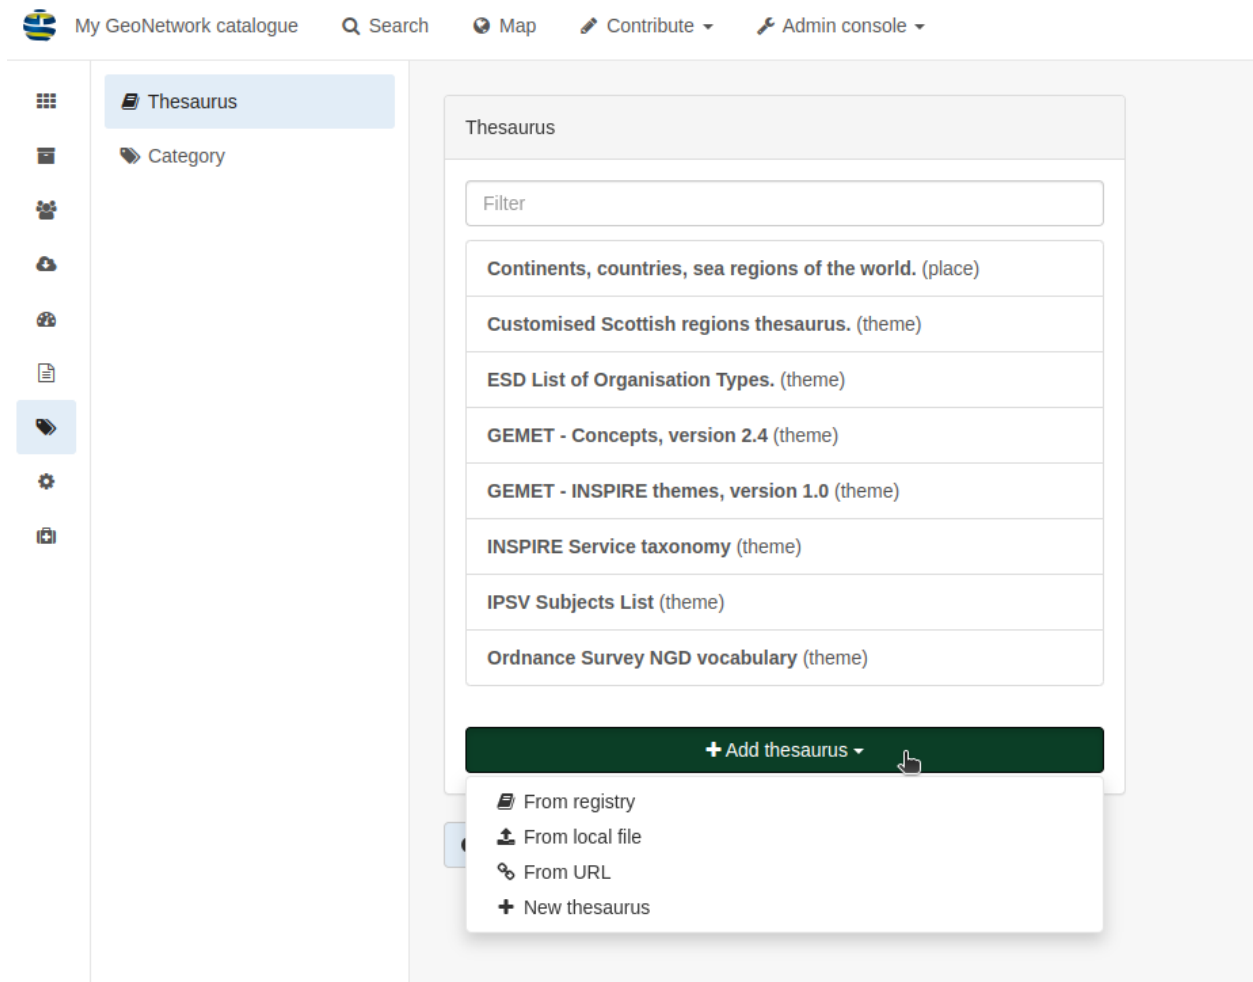 My GeoNetwork catalogue Search Map Contribute Admin console
Thesaurus
Category
Thesaurus
Filter
Continents, countries, sea regions of the world. (place)
Customised Scottish regions thesaurus. (theme)
ESD List of Organisation Types. (theme)
GEMET - Concepts, version 2.4 (theme)
GEMET - INSPIRE themes, version 1.0 (theme)
INSPIRE Service taxonomy (theme)
IPSV Subjects List (theme)
Ordnance Survey NGD vocabulary (theme)
Add thesaurus
From registry
From local file
From URL
New thesaurus